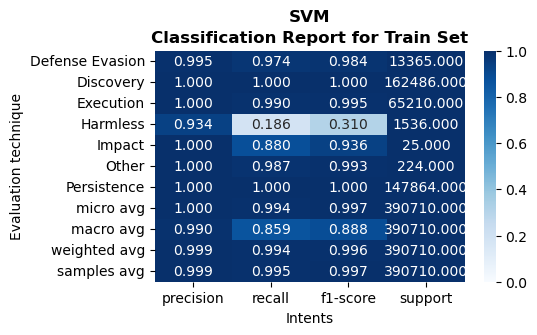 SVM
Classification Report for Train Set
Defense Evasion 0.995 0.974 0.984 13365.000
Discovery 1.000 1.000 1.000 162486.000
Execution 1.000 0.990 0.995 65210.000
Harmless 0.934 0.186 0.310 1536.000
Impact 1.000 0.880 0.936 25.000
Other 1.000 0.987 0.993 224.000
Persistence 1.000 1.000 1.000 147864.000
micro avg 1.000 0.994 0.997 390710.000
macro avg 0.990 0.859 0.888 390710.000
weighted avg 0.999 0.994 0.996 390710.000
samples avg 0.999 0.995 0.997 390710.000
precision recall f1-score support
Intents
Evaluation technique
1.0
0.8
0.6
0.4
0.2
0.0